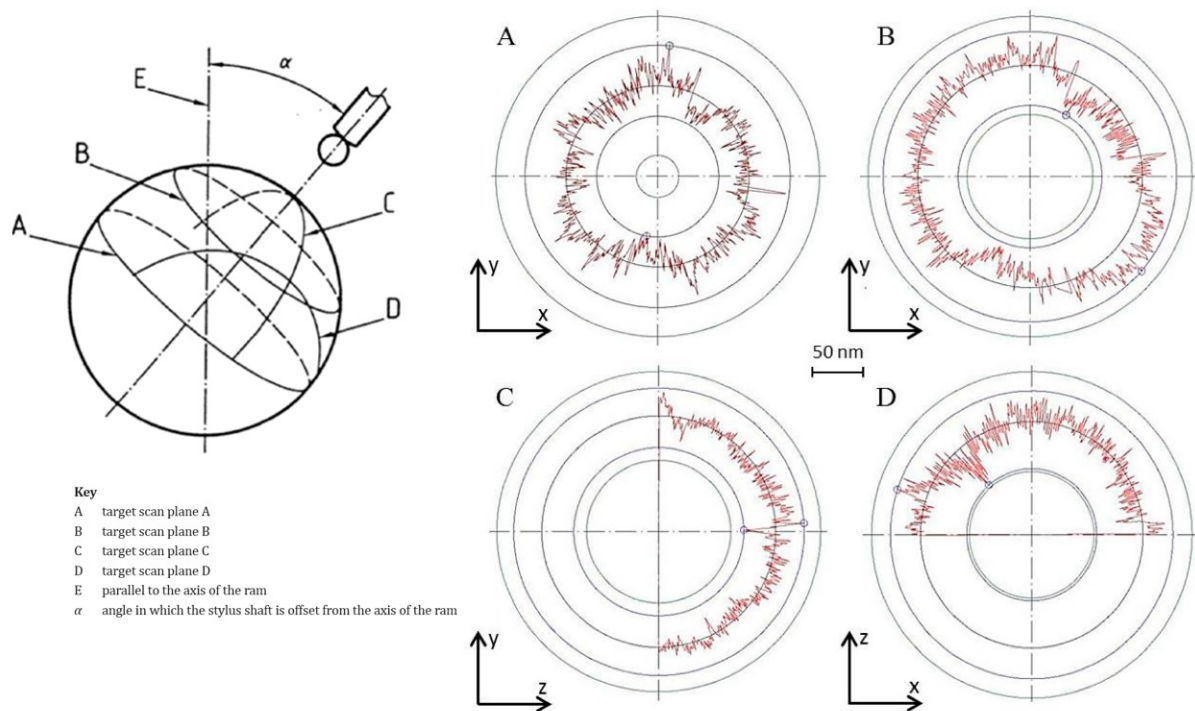 E
α
B
A
C
D
Key
A target scan plane A
B target scan plane B
C target scan plane C
D target scan plane D
E parallel to the axis of the ram
α angle in which the stylus shaft is offset from the axis of the ram
A
y
x
B
y
x
50 nm
C
y
z
D
z
x